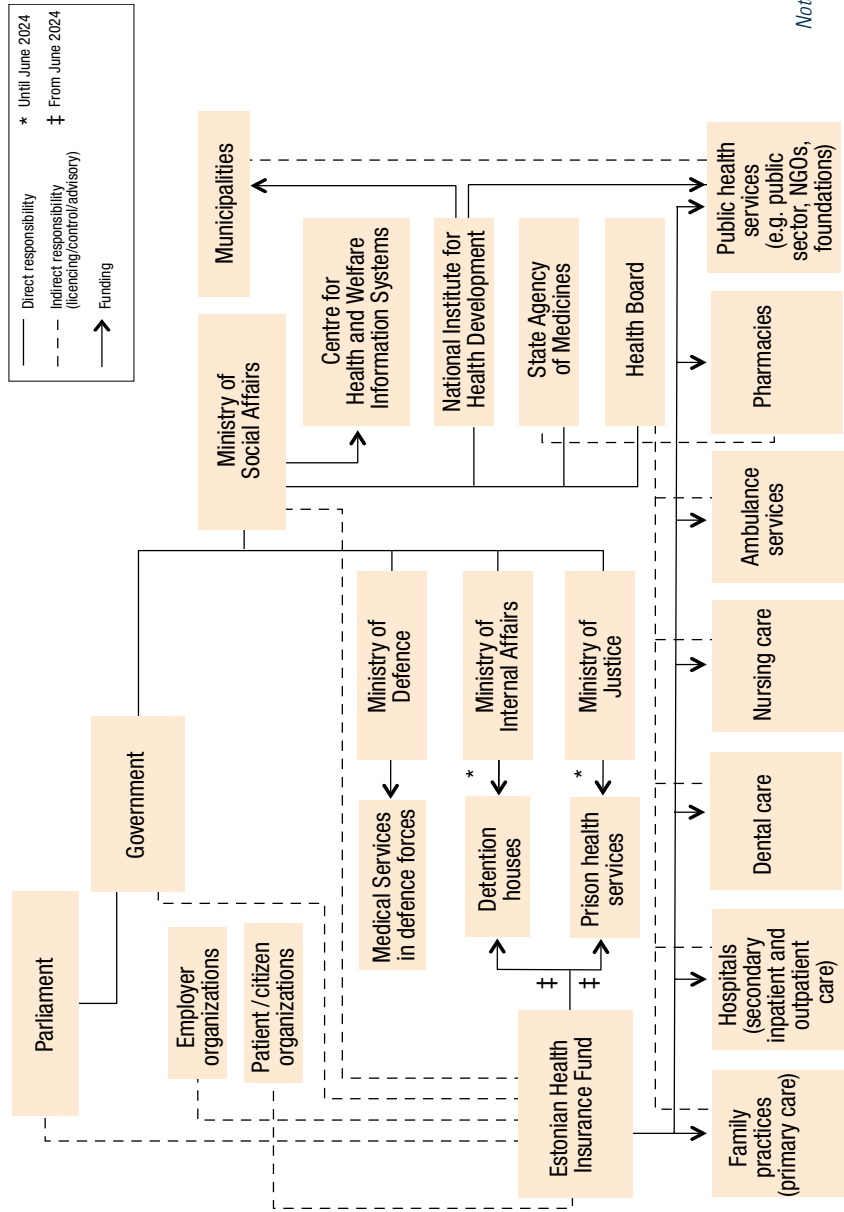 Direct responsibility
Indirect responsibility
(licencing/control/advisory)
Funding
* Until June 2024
‡ From June 2024
Parliament
Government
Ministry of
Social Affairs
Municipalities
Employer
organizations
Patient / citizen
organizations
Centre for
Health and Welfare
Information Systems
Medical Services
in defence forces
Ministry of
Defence
National Institute for
Health Development
Detention
houses
*
Ministry of
Internal Affairs
State Agency
of Medicines
‡
‡
Prison health
services
*
Ministry of
Justice
Health Board
Estonian Health
Insurance Fund
Family
practices
(primary care)
Hospitals
(secondary
inpatient and
outpatient
care)
Dental care
Nursing care
Ambulance
services
Pharmacies
Public health
services
(e.g. public
sector, NGOs,
foundations)
Not